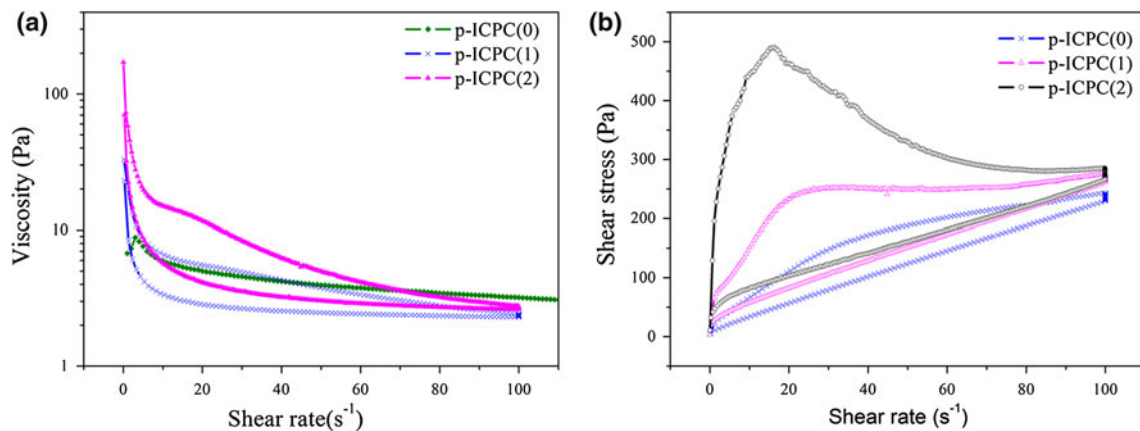 (a)
p-ICPC(0)
p-ICPC(1)
p-ICPC(2)
100
10
1
Viscosity (Pa)
0 20 40 60 80 100
Shear rate(s⁻¹)
(b)
p-ICPC(0)
p-ICPC(1)
p-ICPC(2)
500
400
300
200
100
0
Shear stress (Pa)
0 20 40 60 80 100
Shear rate (s⁻¹)